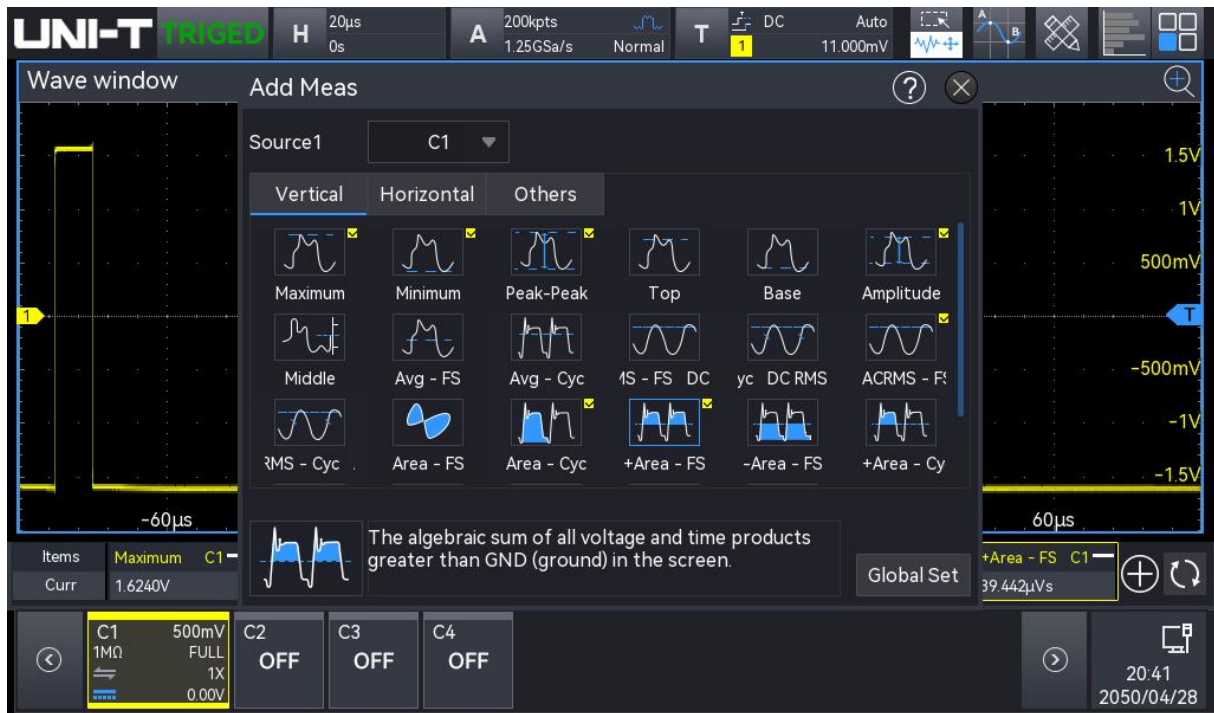 UNI-T TRIGED H 20μs A 200kpts T DC Auto
0s 1.25GSa/s Normal 1 11.000mV
A B
Wave window
Add Meas
Source1 C1
Vertical Horizontal Others
Maximum Minimum Peak-Peak Top Base Amplitude
Middle Avg - FS Avg - Cyc DC DC RMS ACRMS -
- Cyc Area - FS Area - Cyc +Area - FS -Area - FS +Area - Cy
The algebraic sum of all voltage and time products
greater than GND (ground) in the screen.
Global Set
1.5V
1V
500mV
1 T
-500mV
-1V
-1.5V
-60μs 60μs
Items Maximum C1 +Area - FS C1
Curr 1.6240V 39.442μVs
C1 500mV
1MΩ FULL
1X
0.00V
C2
OFF
C3
OFF
C4
OFF
20:41
2050/04/28